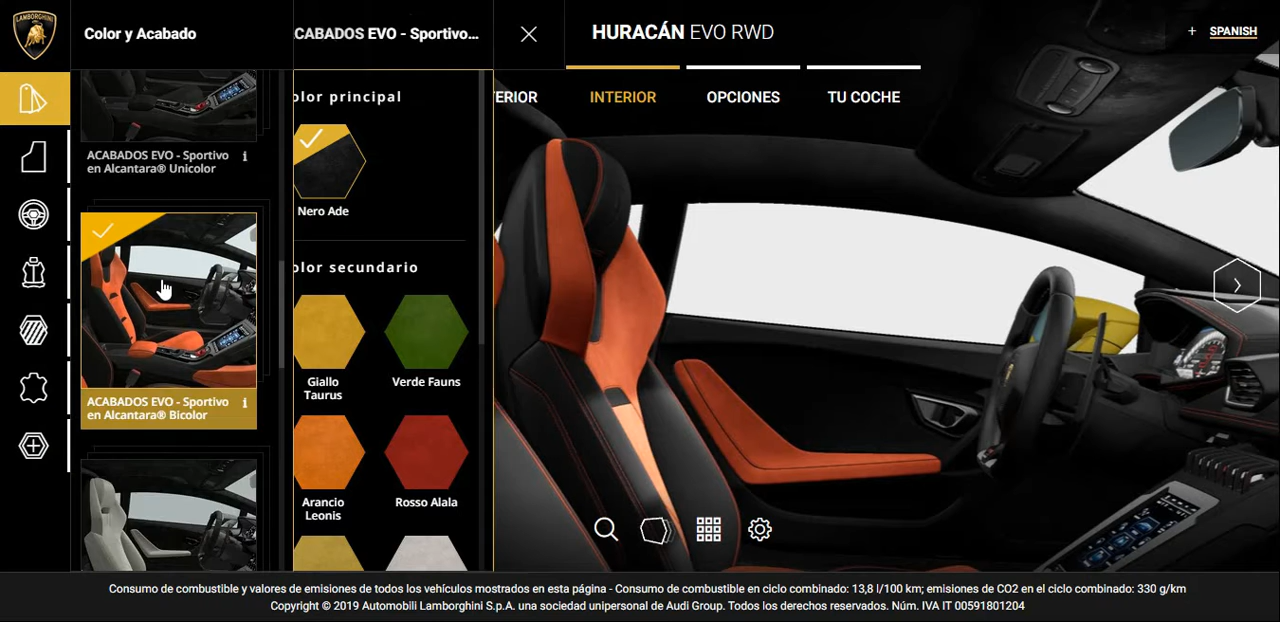 LAMBORGHINI
Color y Acabado
CABADOS EVO - Sportivo...
HURACÁN EVO RWD
+ SPANISH
ERIOR
INTERIOR
OPCIONES
TU COCHE
ACABADOS EVO - Sportivo
en Alcantara® Unicolor
i
ACABADOS EVO - Sportivo
en Alcantara® Bicolor
i
olor principal
Nero Ade
olor secundario
Giallo
Taurus
Verde Fauns
Arancio
Leonis
Rosso Alala
Consumo de combustible y valores de emisiones de todos los vehículos mostrados en esta página - Consumo de combustible en ciclo combinado: 13,8 l/100 km; emisiones de CO2 en el ciclo combinado: 330 g/km
Copyright © 2019 Automobili Lamborghini S.p.A. una sociedad unipersonal de Audi Group. Todos los derechos reservados. Núm. IVA IT 00591801204